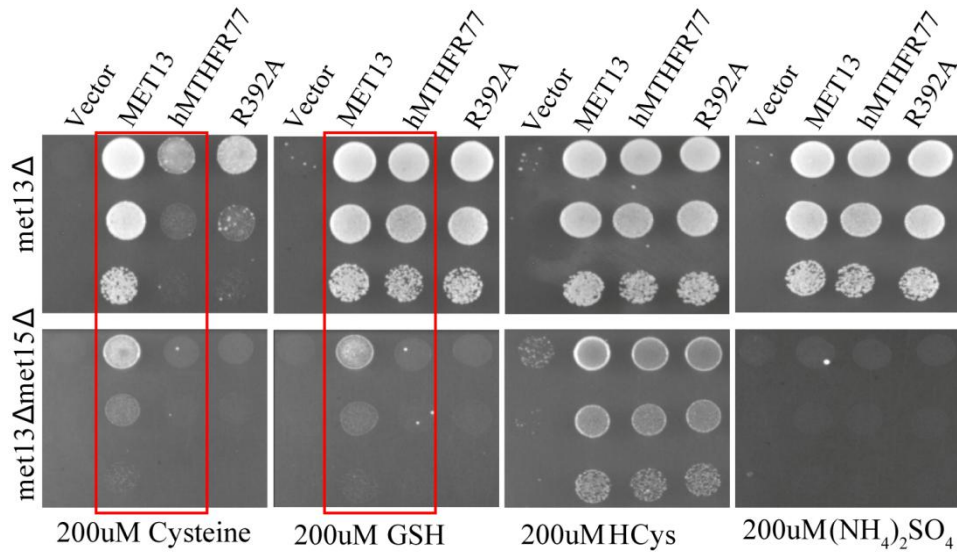 Vector MET13 hMTHFR77 R392A Vector MET13 hMTHFR77 R392A Vector MET13 hMTHFR77 R392A Vector MET13 hMTHFR77 R392A
met13Δ
met13Δmet15Δ
200uM Cysteine 200uM GSH 200uM HCys 200uM(NH₄)₂SO₄